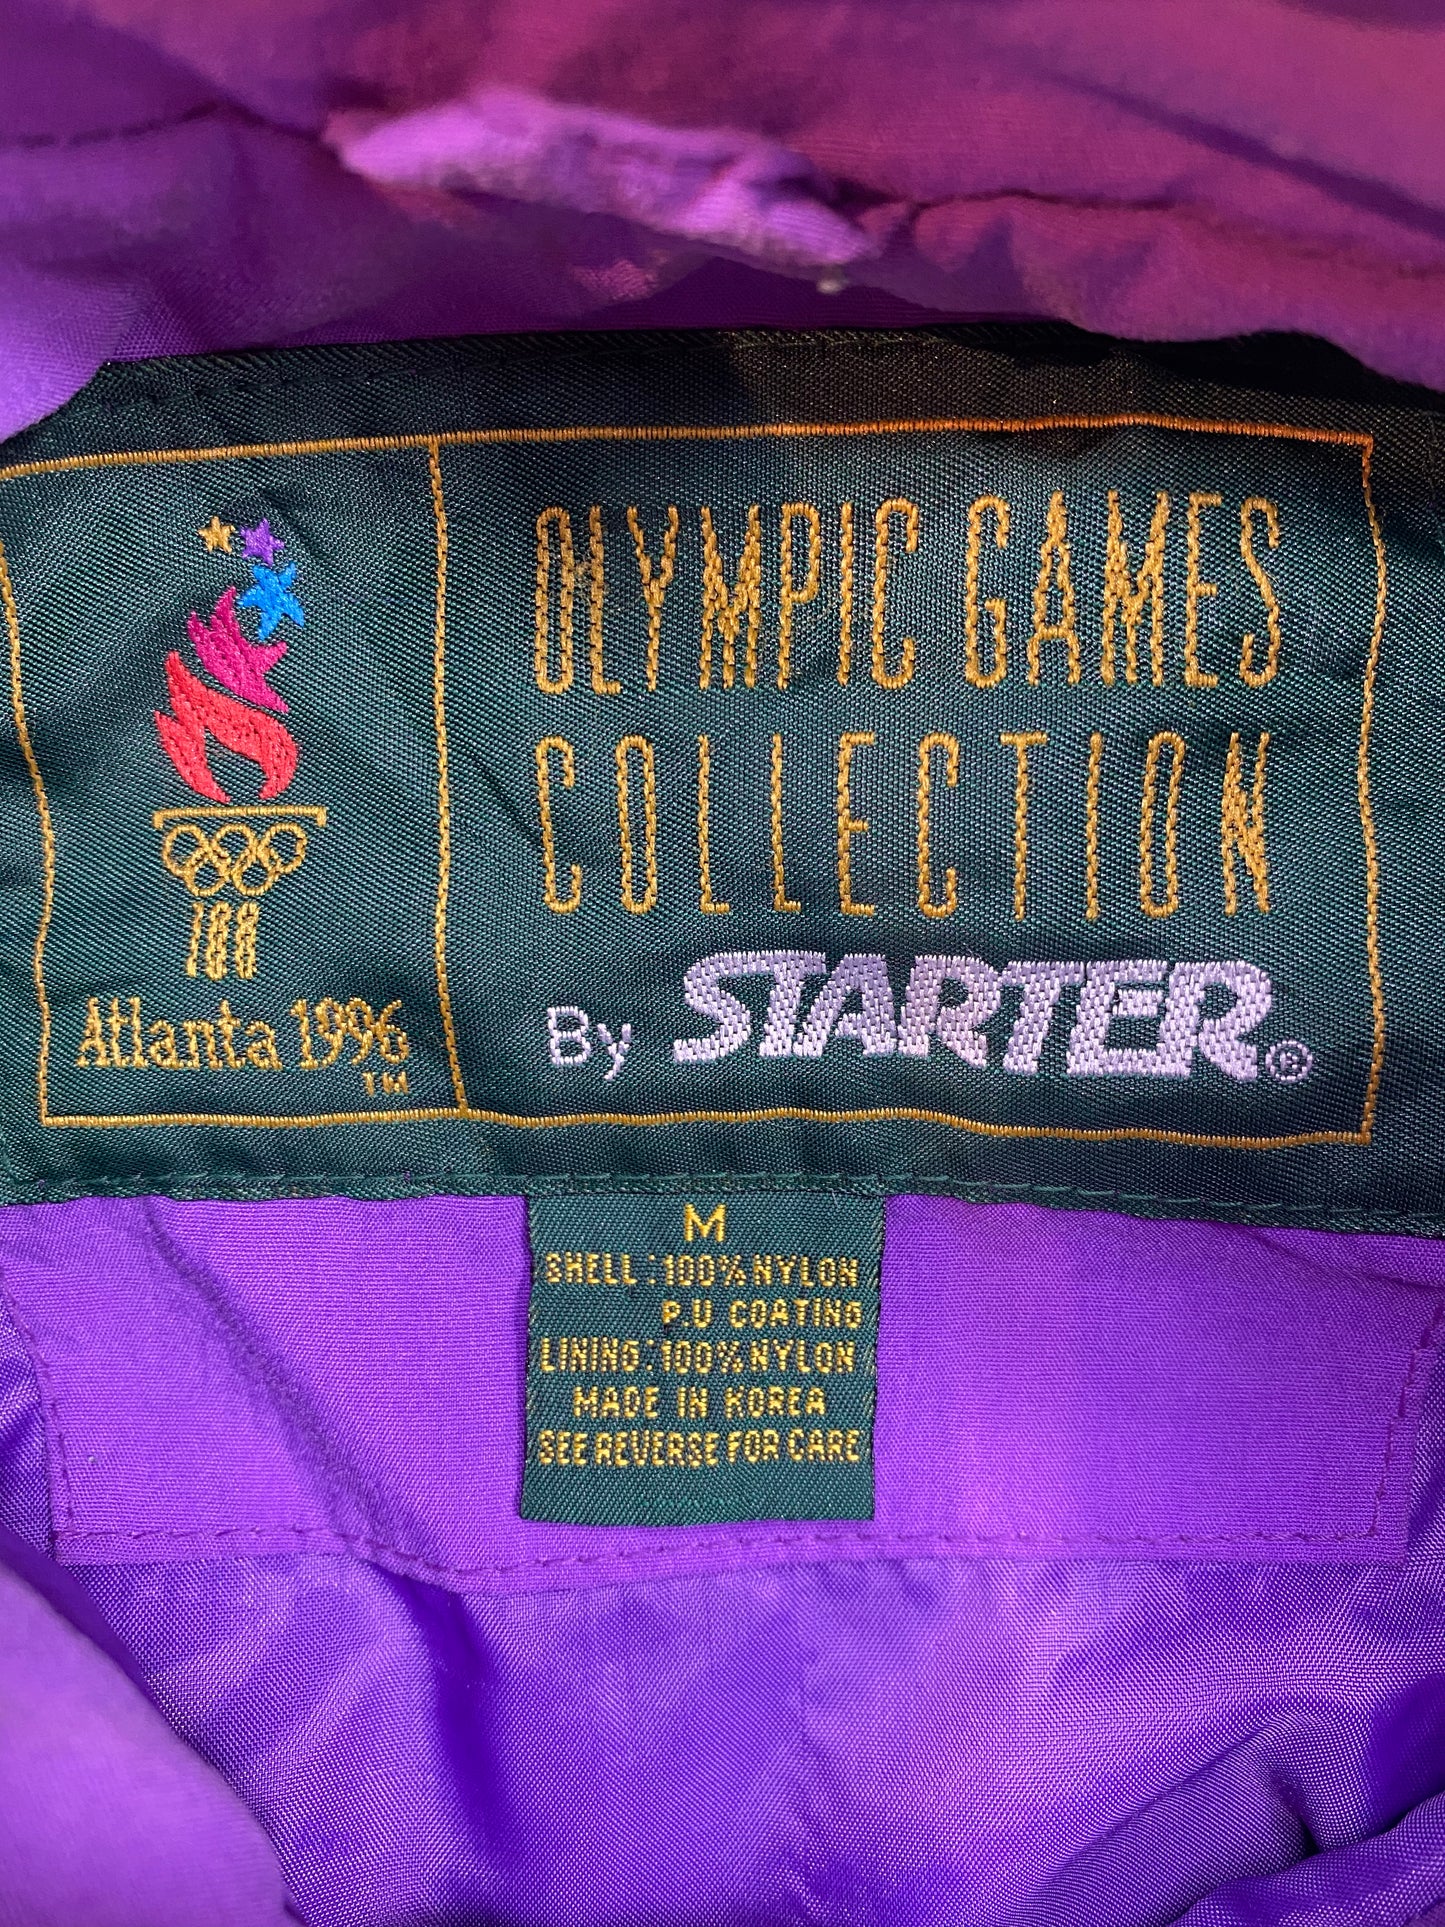 OLYMPIC GAMES
COLLECTION
By STARTER®
100
Atlanta 1996
TM
M
SHELL : 100% NYLON
P.U COATING
LINING : 100% NYLON
MADE IN KOREA
SEE REVERSE FOR CARE